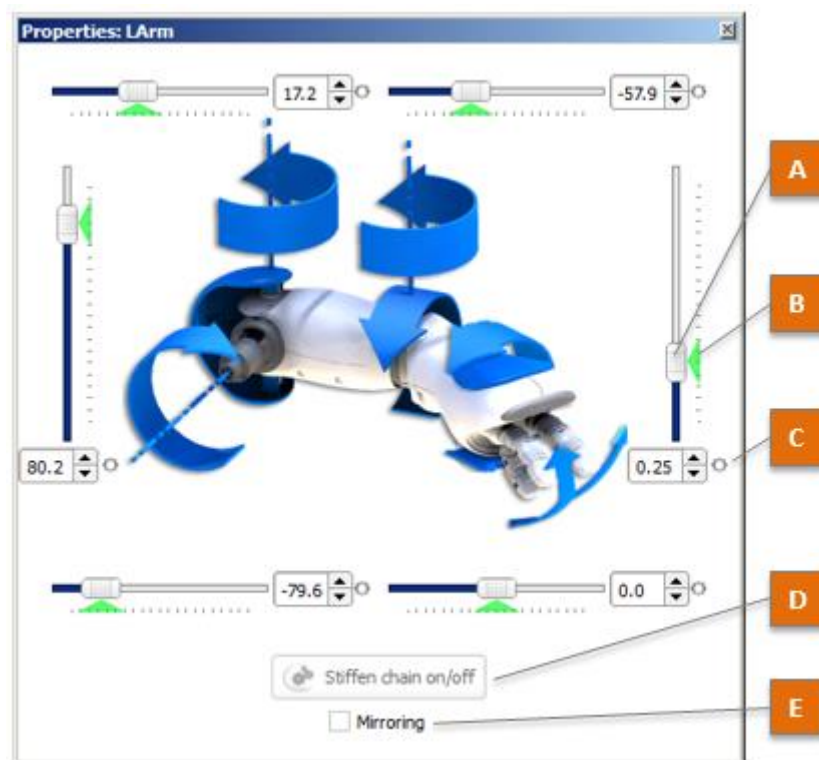 Properties: LArm
17.2
-57.9
A
B
C
80.2
0.25
-79.6
0.0
D
Stiffen chain on/off
E
Mirroring